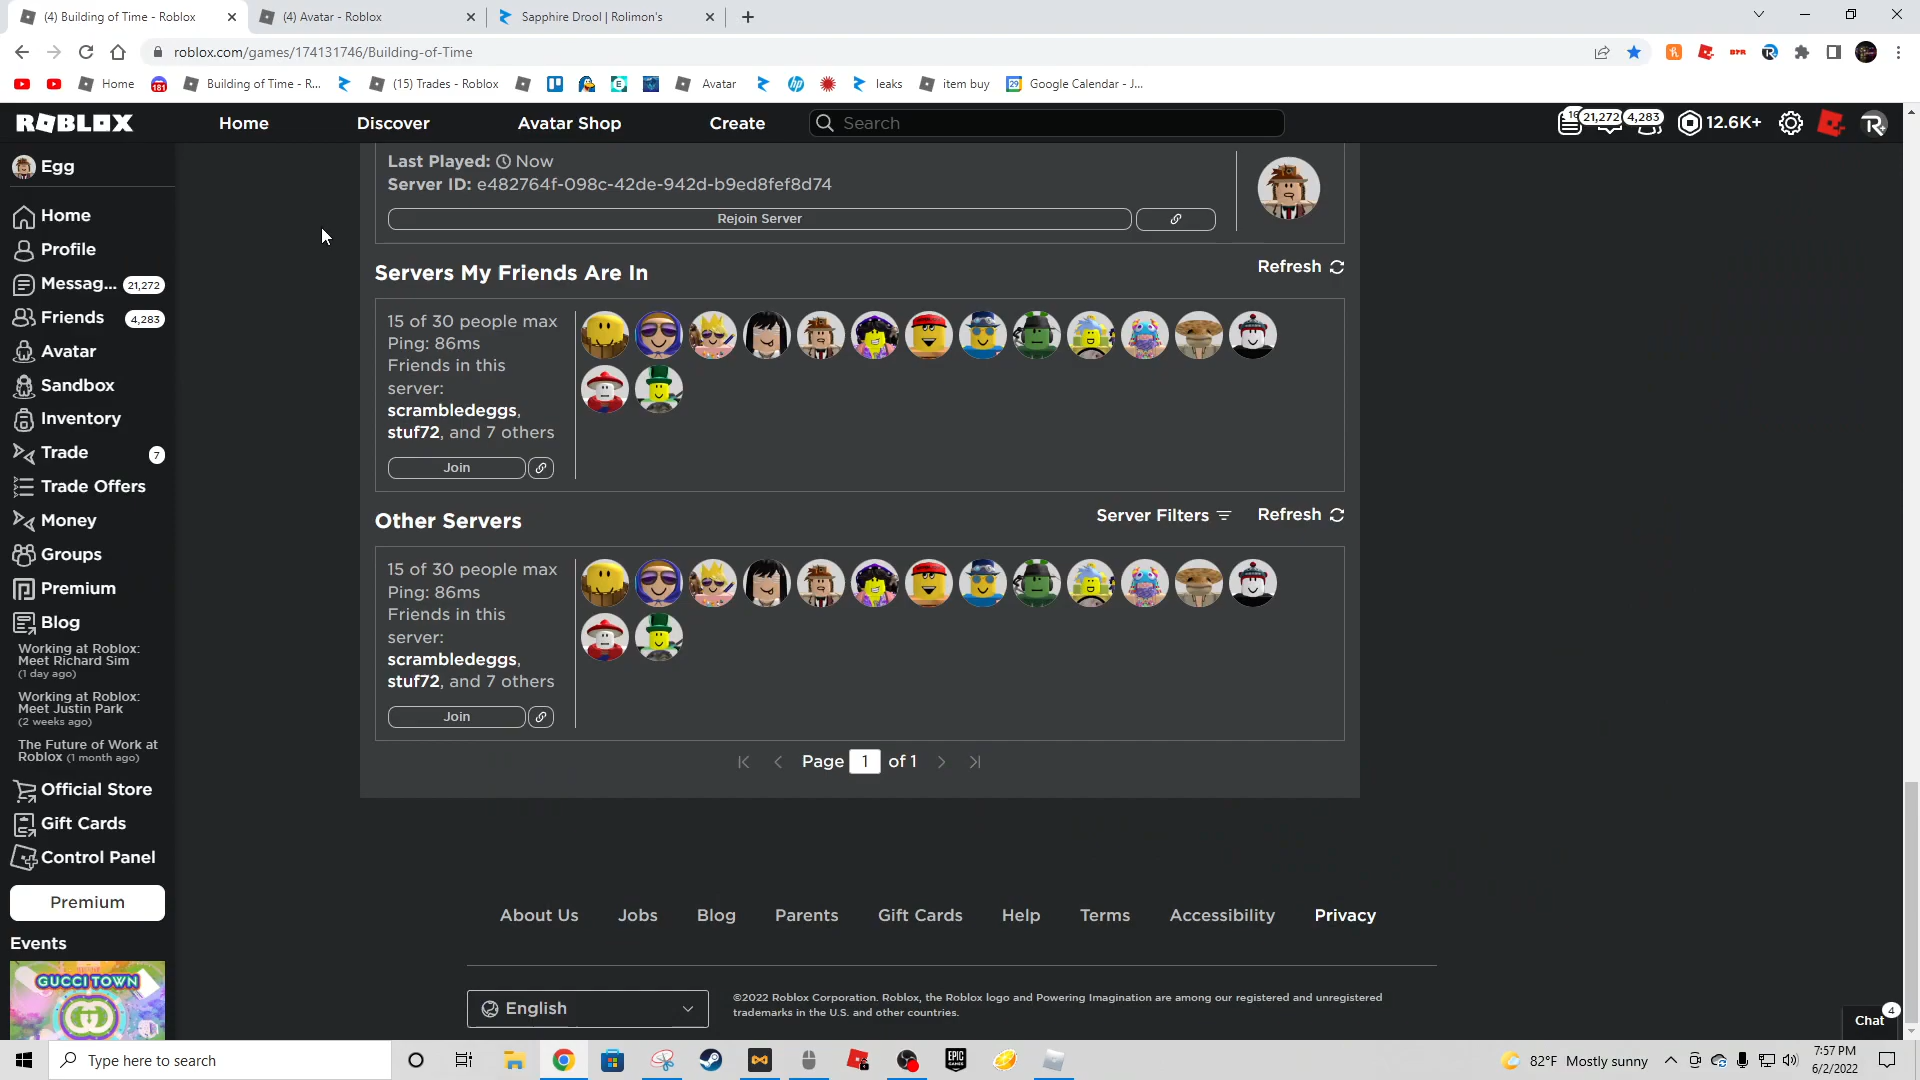 (4) Building of Time - Roblox
(4) Avatar - Roblox
Sapphire Drool | Rolimon's
roblox.com/games/174131746/Building-of-Time
Home
181
Building of Time - R...
(15) Trades - Roblox
Avatar
leaks
item buy
Google Calendar - J...
ROBLOX
Home
Discover
Avatar Shop
Create
Search
21,272
4,283
12.6K+
Egg
Home
Profile
Messag...
21,272
Friends
4,283
Avatar
Sandbox
Inventory
Trade
7
Trade Offers
Money
Groups
Premium
Blog
Working at Roblox:
Meet Richard Sim
(1 day ago)
Working at Roblox:
Meet Justin Park
(2 weeks ago)
The Future of Work at
Roblox (1 month ago)
Official Store
Gift Cards
Control Panel
Premium
Events
GUCCI TOWN
Last Played: Now
Server ID: e482764f-098c-42de-942d-b9ed8fef8d74
Rejoin Server
Servers My Friends Are In
Refresh
15 of 30 people max
Ping: 86ms
Friends in this
server:
scrambledeggs,
stuf72, and 7 others
Join
Other Servers
Server Filters
Refresh
15 of 30 people max
Ping: 86ms
Friends in this
server:
scrambledeggs,
stuf72, and 7 others
Join
Page 1 of 1
About Us
Jobs
Blog
Parents
Gift Cards
Help
Terms
Accessibility
Privacy
English
©2022 Roblox Corporation. Roblox, the Roblox logo and Powering Imagination are among our registered and unregistered
trademarks in the U.S. and other countries.
Chat
4
Type here to search
EPIC
GAMES
82°F Mostly sunny
7:57 PM
6/2/2022